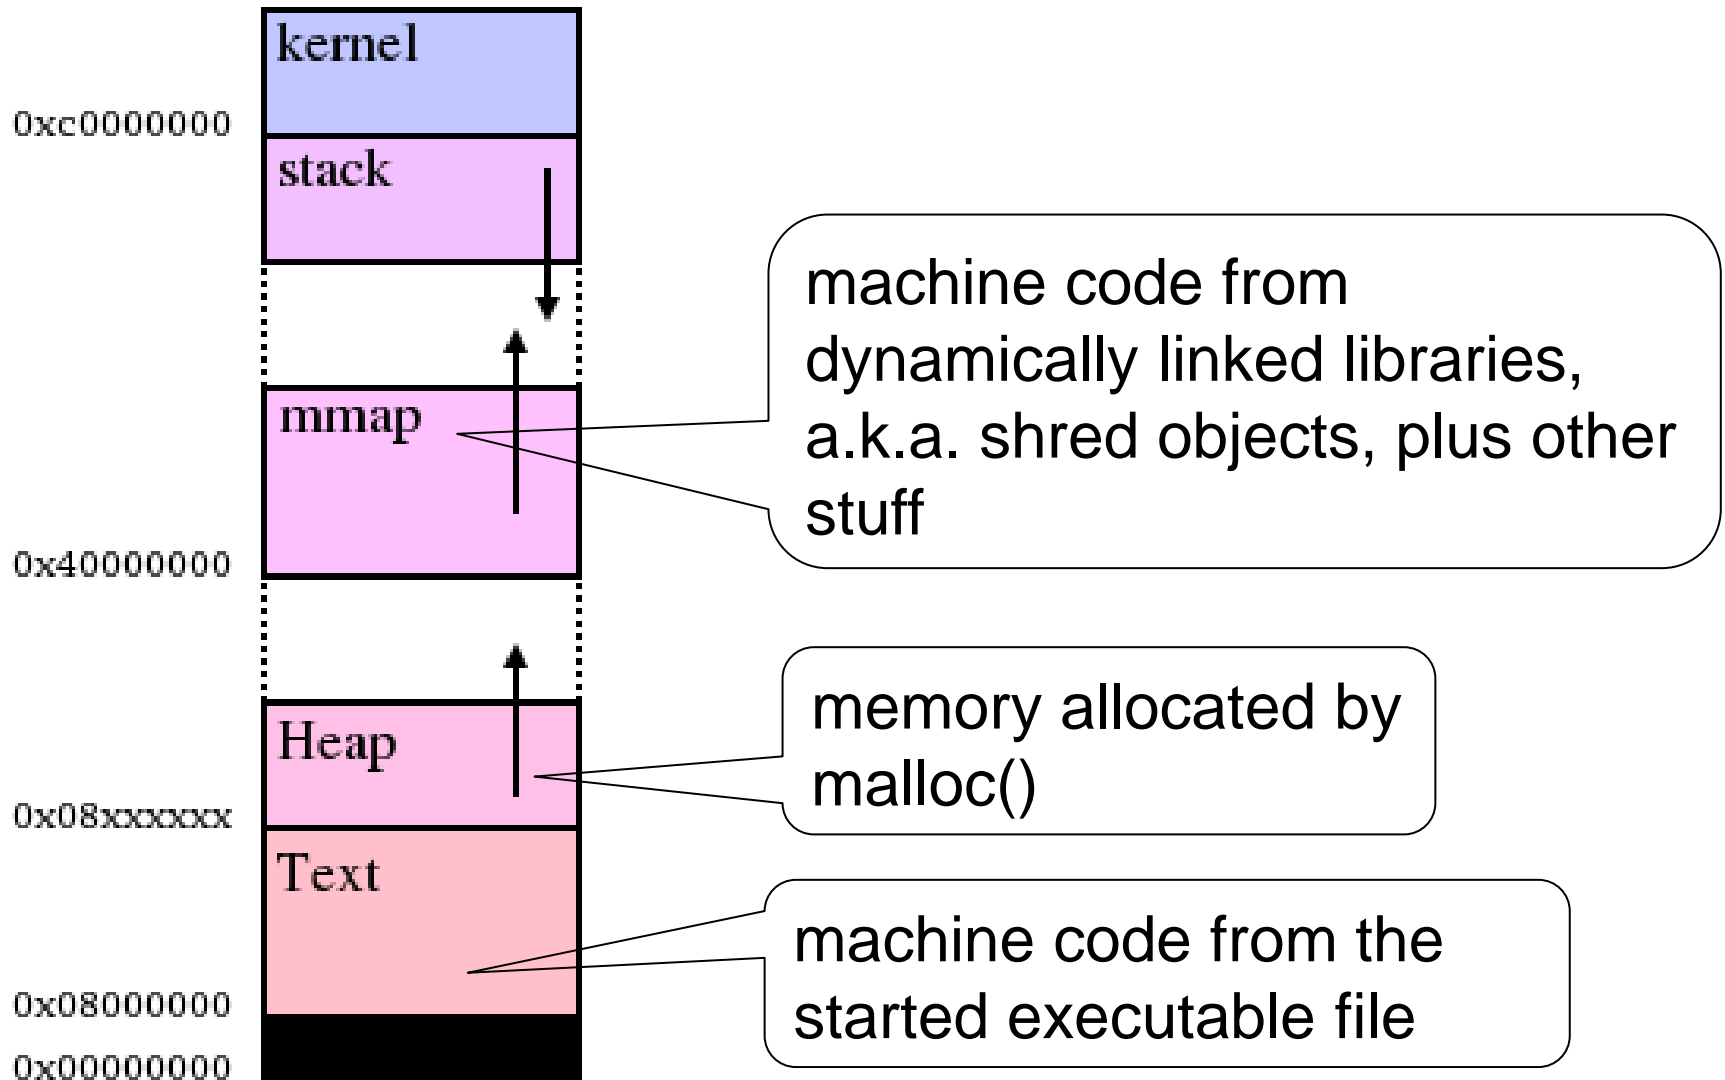 kernel
0xc0000000
stack
machine code from
dynamically linked libraries,
a.k.a. shred objects, plus other
stuff
mmap
0x40000000
memory allocated by
malloc()
Heap
0x08xxxxxx
Text
machine code from the
started executable file
0x08000000
0x00000000